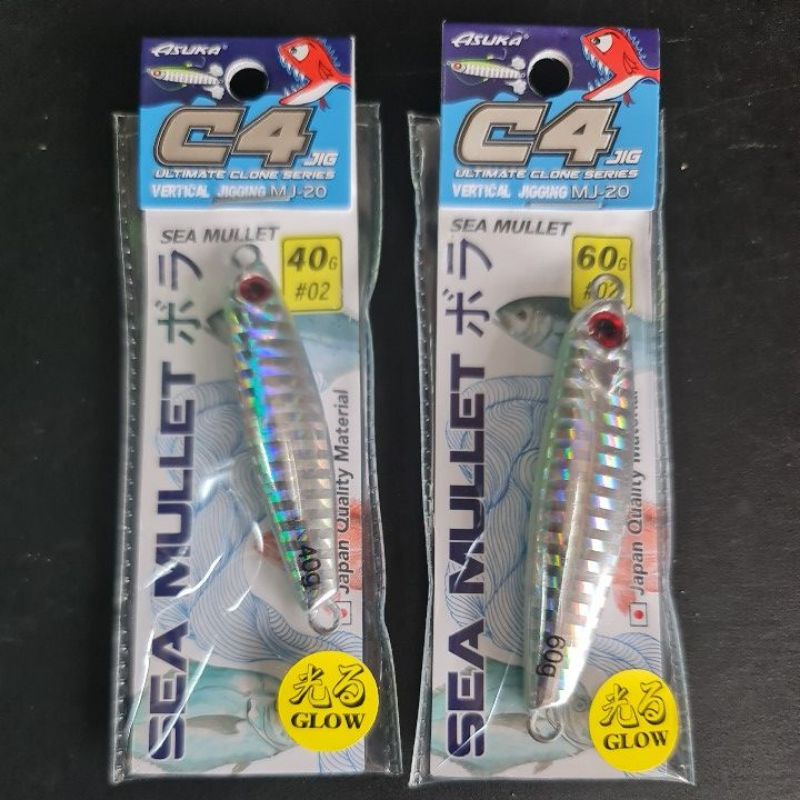 ASUKA®
C4 JIG
ULTIMATE CLONE SERIES
VERTICAL JIGGING MJ-20
SEA MULLET
40G
#02
SEA MULLET ボラ
Japan Quality Material
40g
光る
GLOW
ASUKA®
C4 JIG
ULTIMATE CLONE SERIES
VERTICAL JIGGING MJ-20
SEA MULLET
60G
#02
SEA MULLET ボラ
Japan Quality Material
60g
光る
GLOW